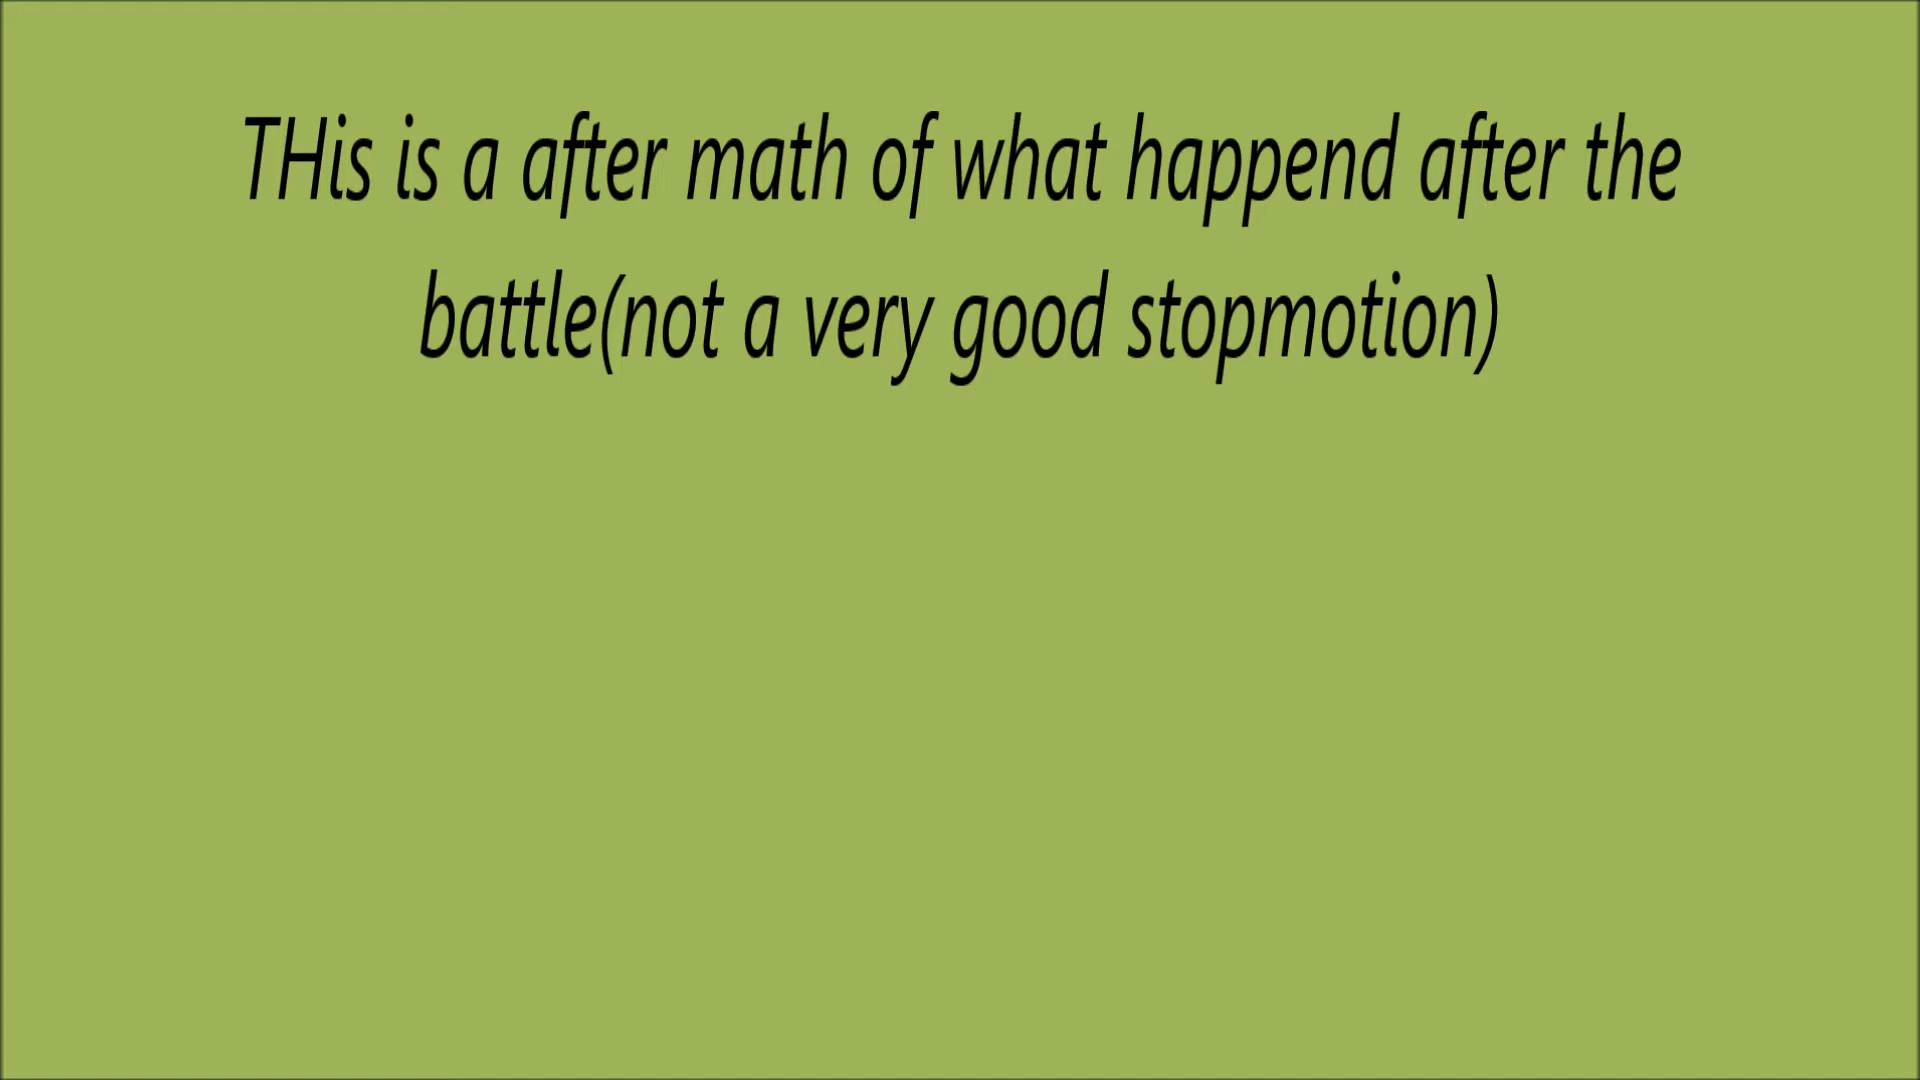 THis is a after math of what happend after the
battle(not a very good stopmotion)